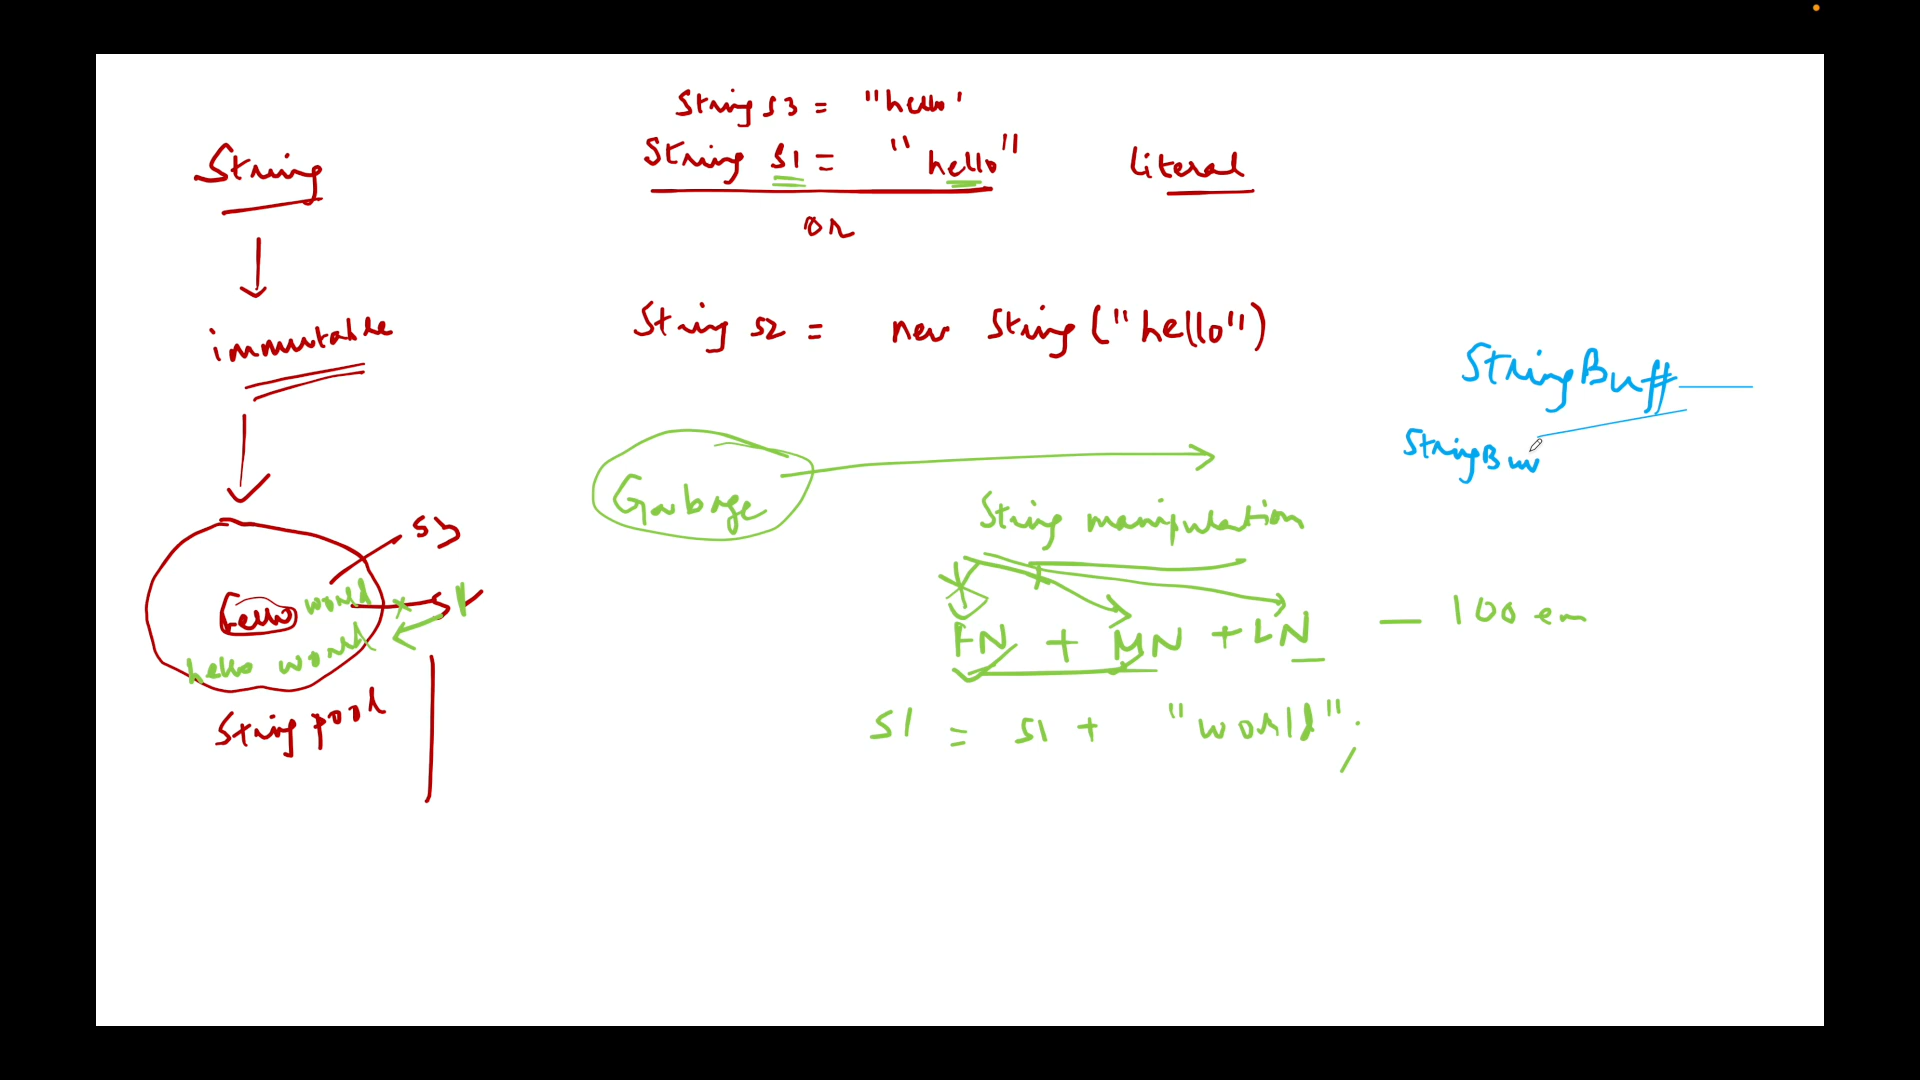 String s3 = "hello'
String s1 = "hello"
literal
String
or
immutable
String s2 = new String("hello")
StringBuff
StringBu
Garbage
String manipulation
s3
hello world x s1
hello world
FN + MN + LN — 100 em
String pool
s1 = s1 + "world";